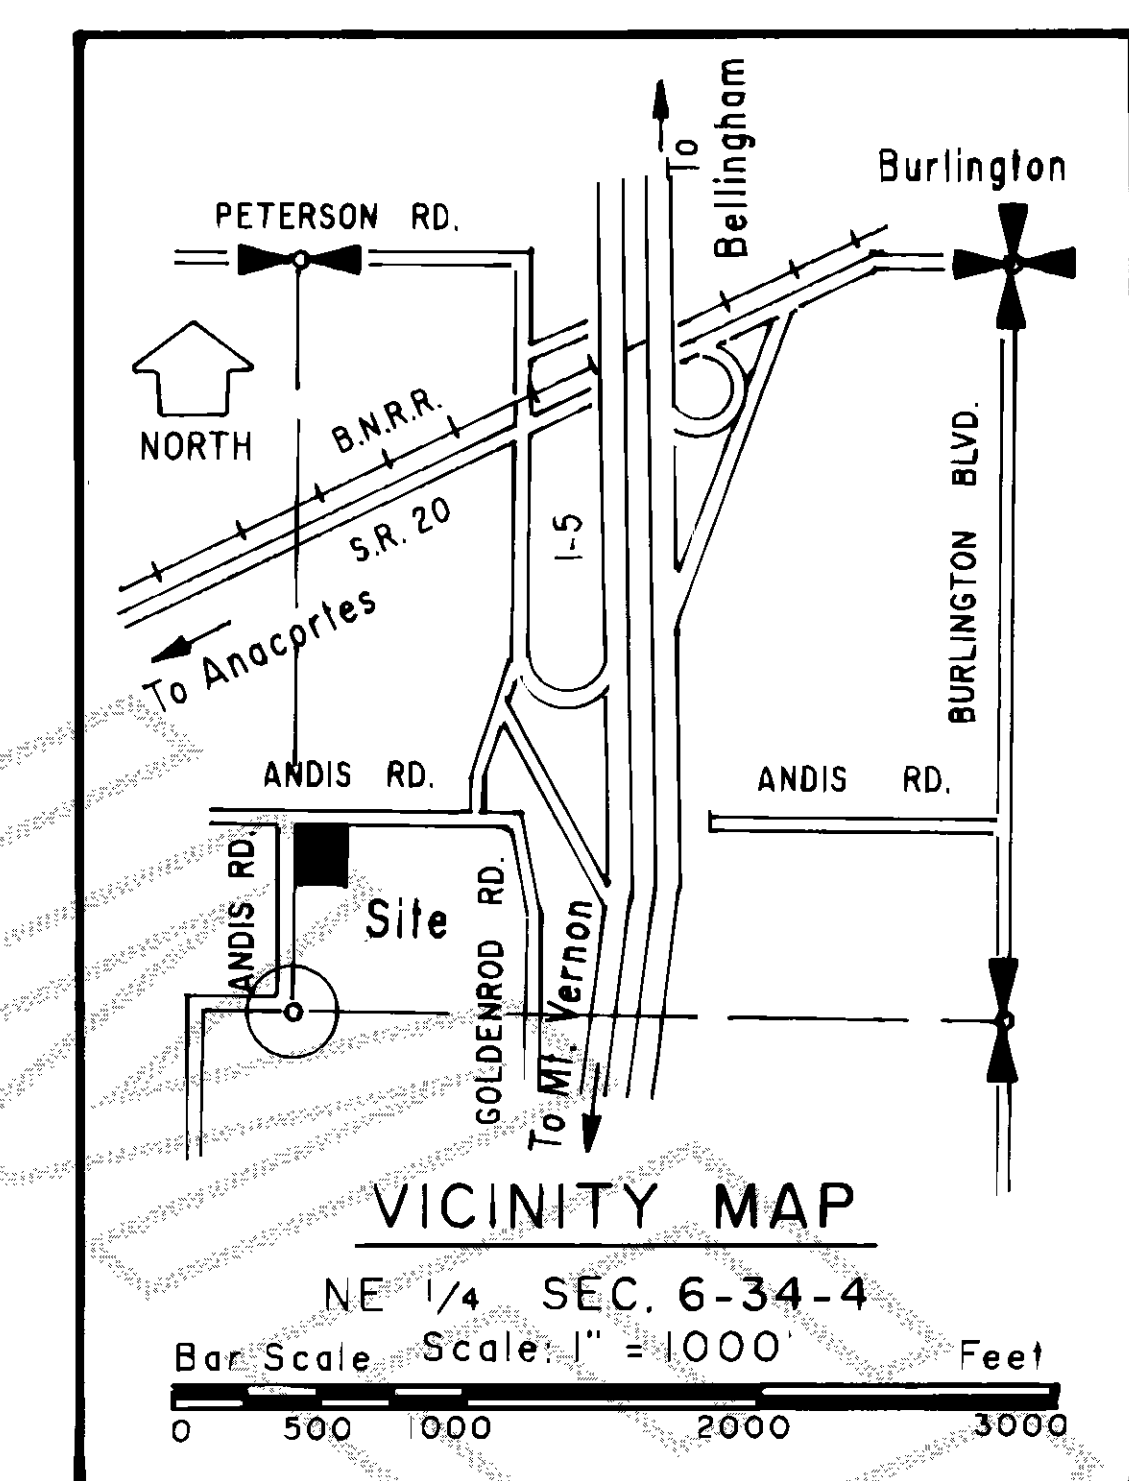 To
Bellingham
Burlington
PETERSON RD.
NORTH
B.N.R.R.
S.R. 20
I-5
BURLINGTON BLVD.
To Anacortes
ANDIS RD.
ANDIS RD.
ANDIS RD.
Site
GOLDENROD RD.
To Mt. Vernon
VICINITY MAP
NE 1/4 SEC. 6-34-4
Scale: 1" = 1000'
Bar Scale
Feet
0 500 1000 2000 3000